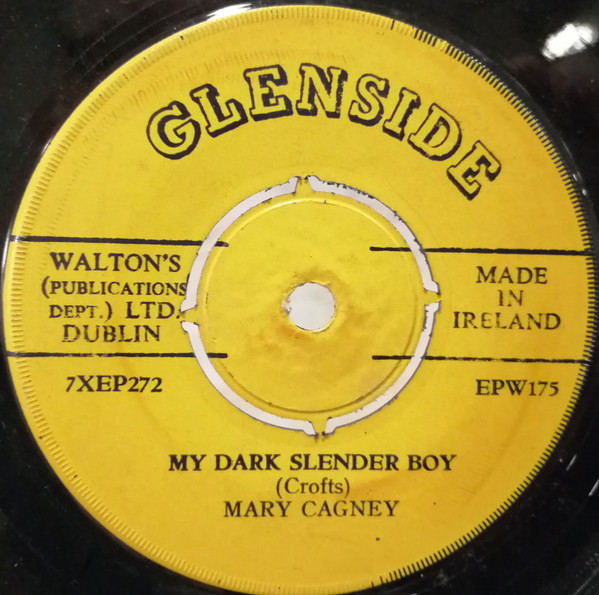 GLENSIDE
WALTON'S
(PUBLICATIONS
DEPT.) LTD.
DUBLIN
MADE
IN
IRELAND
7XEP272
EPW175
MY DARK SLENDER BOY
(Crofts)
MARY CAGNEY